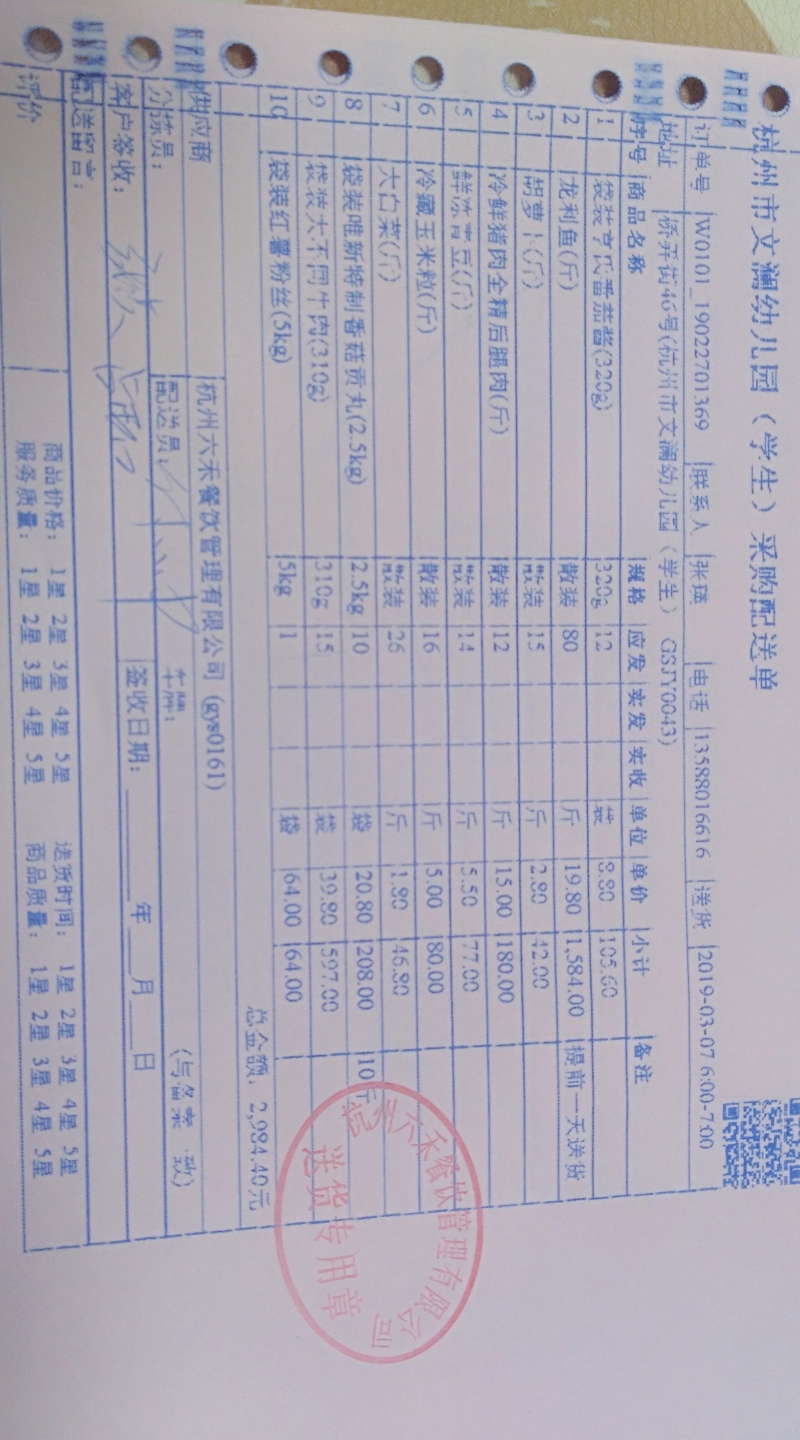 杭州市文澜幼儿园（学生）采购配送单
订单号 W0101_19022701369 联系人 张瑛 电话 13588016616 送货 2019-03-07 6:00-7:00
地址 侨开街46号(杭州市文澜幼儿园（学生） GSJY0043)
序号 商品名称 规格 应发 实发 实收 单位 单价 小计 备注
1 袋装亨氏番茄酱(320g) 320g 12 袋 8.80 105.60
2 龙利鱼(斤) 散装 80 斤 19.80 1,584.00 提前一天送货
3 胡萝卜(斤) 散装 15 斤 2.80 42.00
4 冷鲜猪肉全精后腿肉(斤) 散装 12 斤 15.00 180.00
5 鲜冻青豆(斤) 散装 14 斤 5.50 77.00
6 冷藏玉米粒(斤) 散装 16 斤 5.00 80.00
7 大白菜(斤) 散装 26 斤 1.80 46.80
8 袋装唯新特制香菇贡丸(2.5kg) 2.5kg 10 袋 20.80 208.00 10斤
9 袋装大不同牛肉(310g) 310g 15 袋 39.80 597.00
10 袋装红薯粉丝(5kg) 5kg 1 袋 64.00 64.00
总金额: 2,984.40元
供应商 杭州六禾餐饮管理有限公司 (gys0161)
分拣员: 配送员: (与备案一致)
客户签收: 签收日期: 年 月 日
配送留言:
评价 商品价格: 1星 2星 3星 4星 5星 送货时间: 1星 2星 3星 4星 5星
服务质量: 1星 2星 3星 4星 5星 商品质量: 1星 2星 3星 4星 5星
杭州六禾餐饮管理有限公司
送货专用章